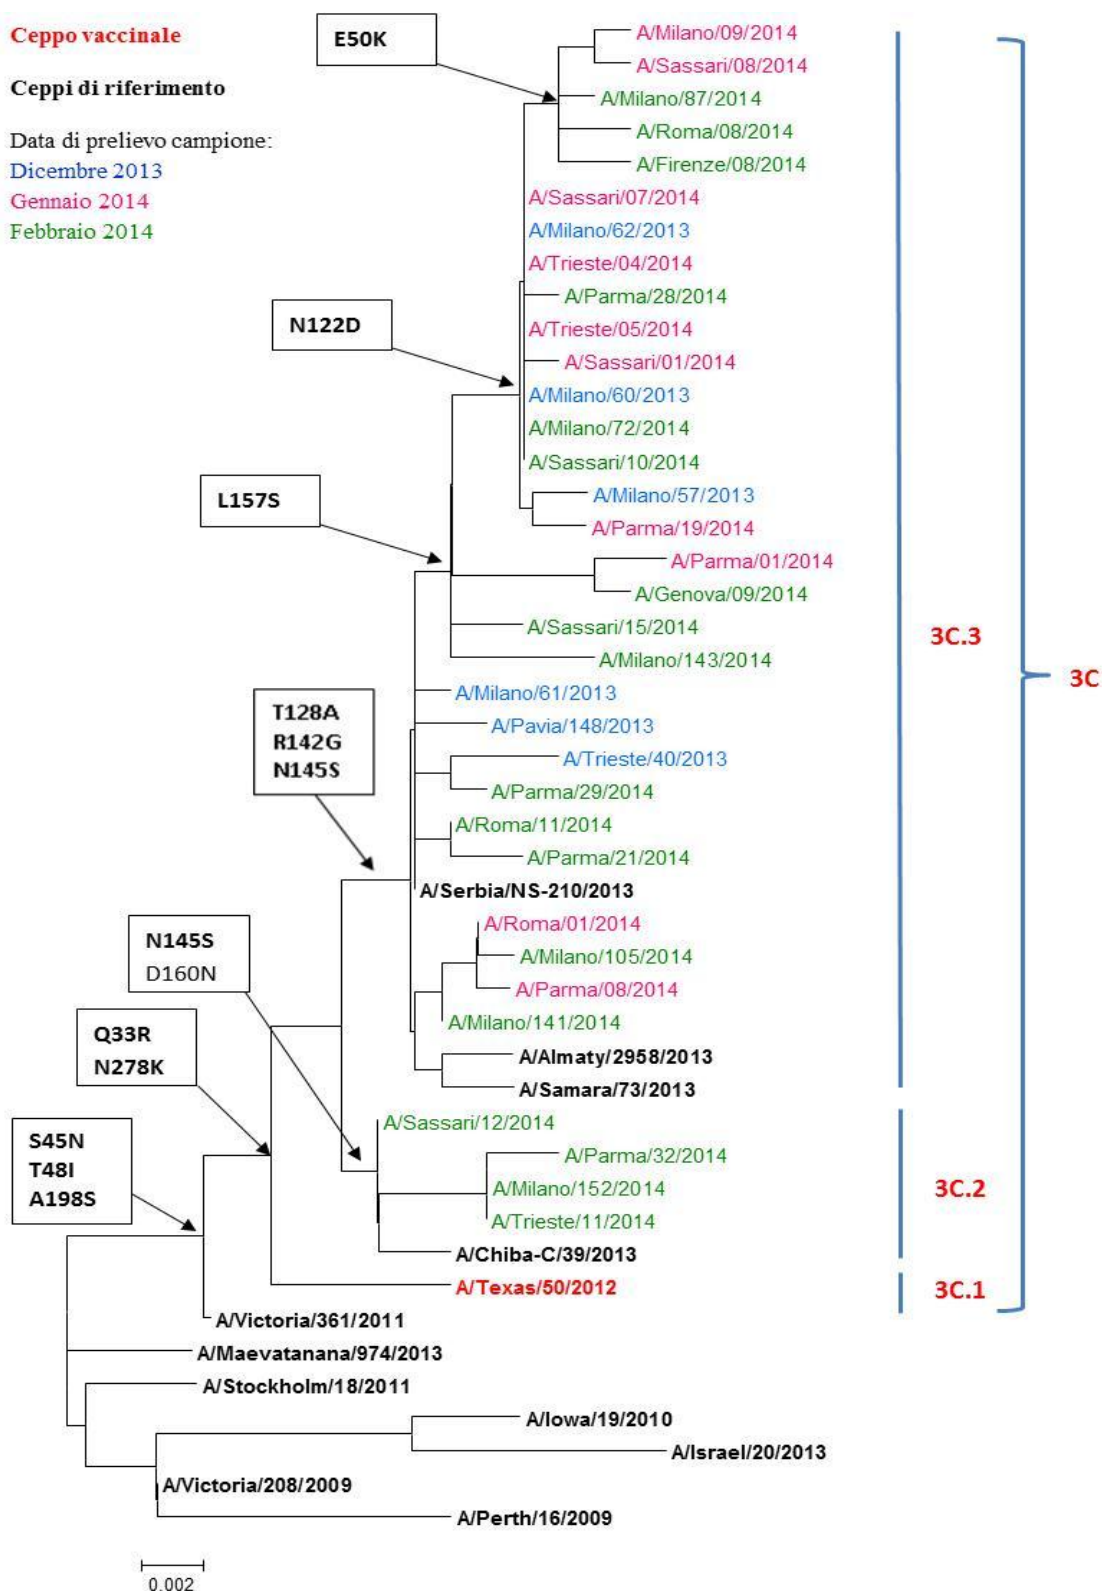 Ceppo vaccinale
Ceppi di riferimento
Data di prelievo campione:
Dicembre 2013
Gennaio 2014
Febbraio 2014
E50K
A/Milano/09/2014
A/Sassari/08/2014
A/Milano/87/2014
A/Roma/08/2014
A/Firenze/08/2014
A/Sassari/07/2014
A/Milano/62/2013
A/Trieste/04/2014
A/Parma/28/2014
N122D
A/Trieste/05/2014
A/Sassari/01/2014
A/Milano/60/2013
A/Milano/72/2014
A/Sassari/10/2014
L157S
A/Milano/57/2013
A/Parma/19/2014
A/Parma/01/2014
A/Genova/09/2014
A/Sassari/15/2014
3C.3
A/Milano/143/2014
3C
A/Milano/61/2013
T128A
R142G
N145S
A/Pavia/148/2013
A/Trieste/40/2013
A/Parma/29/2014
A/Roma/11/2014
A/Parma/21/2014
A/Serbia/NS-210/2013
A/Roma/01/2014
N145S
D160N
A/Milano/105/2014
A/Parma/08/2014
A/Milano/141/2014
Q33R
N278K
A/Almaty/2958/2013
A/Samara/73/2013
A/Sassari/12/2014
S45N
T48I
A198S
A/Parma/32/2014
A/Milano/152/2014
3C.2
A/Trieste/11/2014
A/Chiba-C/39/2013
A/Texas/50/2012
3C.1
A/Victoria/361/2011
A/Maevatanana/974/2013
A/Stockholm/18/2011
A/Iowa/19/2010
A/Israel/20/2013
A/Victoria/208/2009
A/Perth/16/2009
0.002